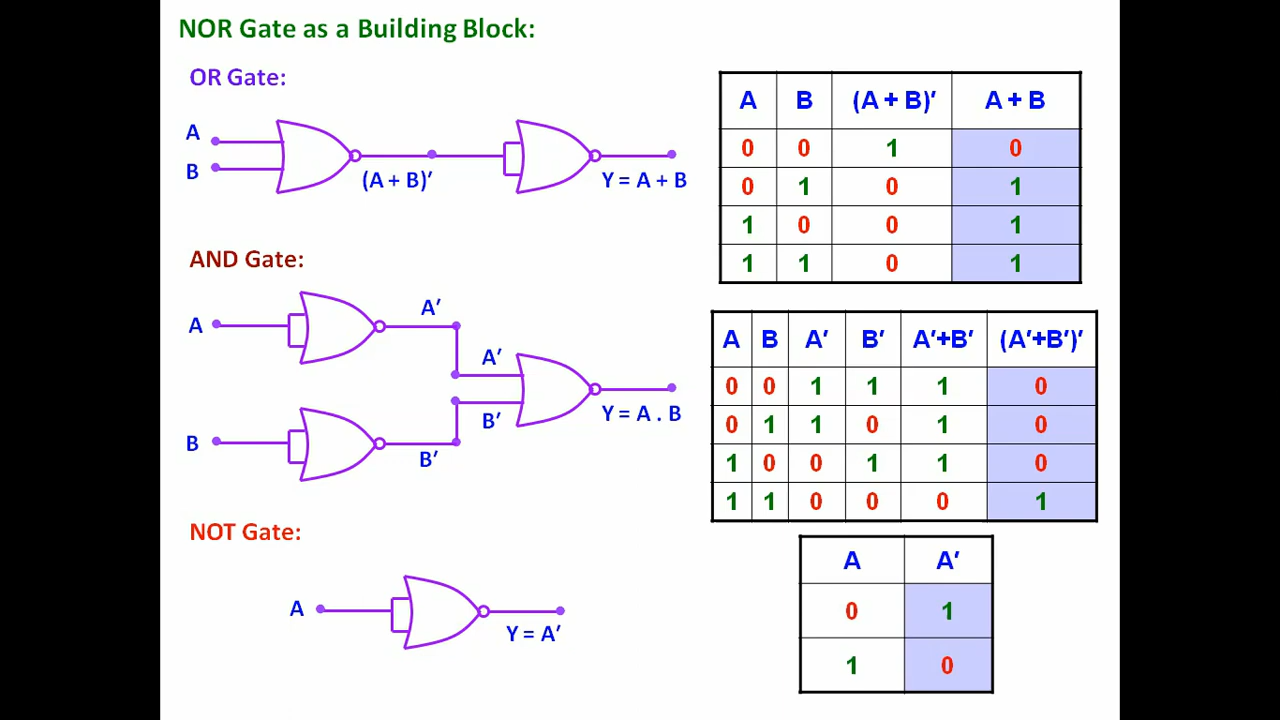 NOR Gate as a Building Block:
OR Gate:
A
B
(A + B)′
Y = A + B
A B (A + B)′ A + B
0 0 1 0
0 1 0 1
1 0 0 1
1 1 0 1
AND Gate:
A
A′
A′
B′
Y = A . B
B
B′
A B A′ B′ A′+B′ (A′+B′)′
0 0 1 1 1 0
0 1 1 0 1 0
1 0 0 1 1 0
1 1 0 0 0 1
NOT Gate:
A
Y = A′
A A′
0 1
1 0